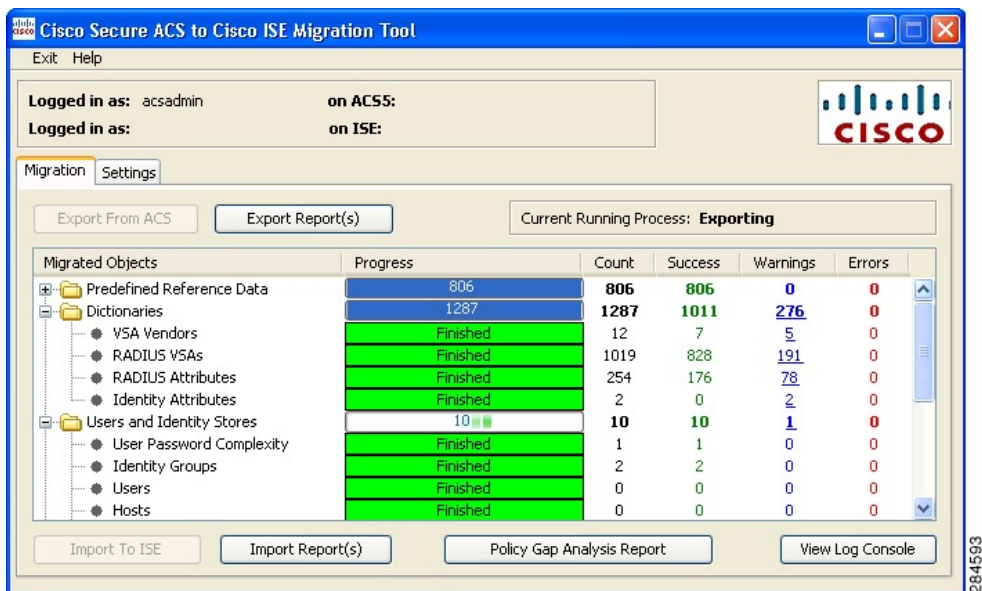 Cisco Secure ACS to Cisco ISE Migration Tool
Exit Help
Logged in as: acsadmin on ACS5:
Logged in as: on ISE:
CISCO
Migration Settings
Export From ACS Export Report(s) Current Running Process: Exporting
Migrated Objects Progress Count Success Warnings Errors
Predefined Reference Data 806 806 806 0 0
Dictionaries 1287 1287 1011 276 0
VSA Vendors Finished 12 7 5 0
RADIUS VSAs Finished 1019 828 191 0
RADIUS Attributes Finished 254 176 78 0
Identity Attributes Finished 2 0 2 0
Users and Identity Stores 10 10 10 1 0
User Password Complexity Finished 1 1 0 0
Identity Groups Finished 2 2 0 0
Users Finished 0 0 0 0
Hosts Finished 0 0 0 0
Import To ISE Import Report(s) Policy Gap Analysis Report View Log Console
284593